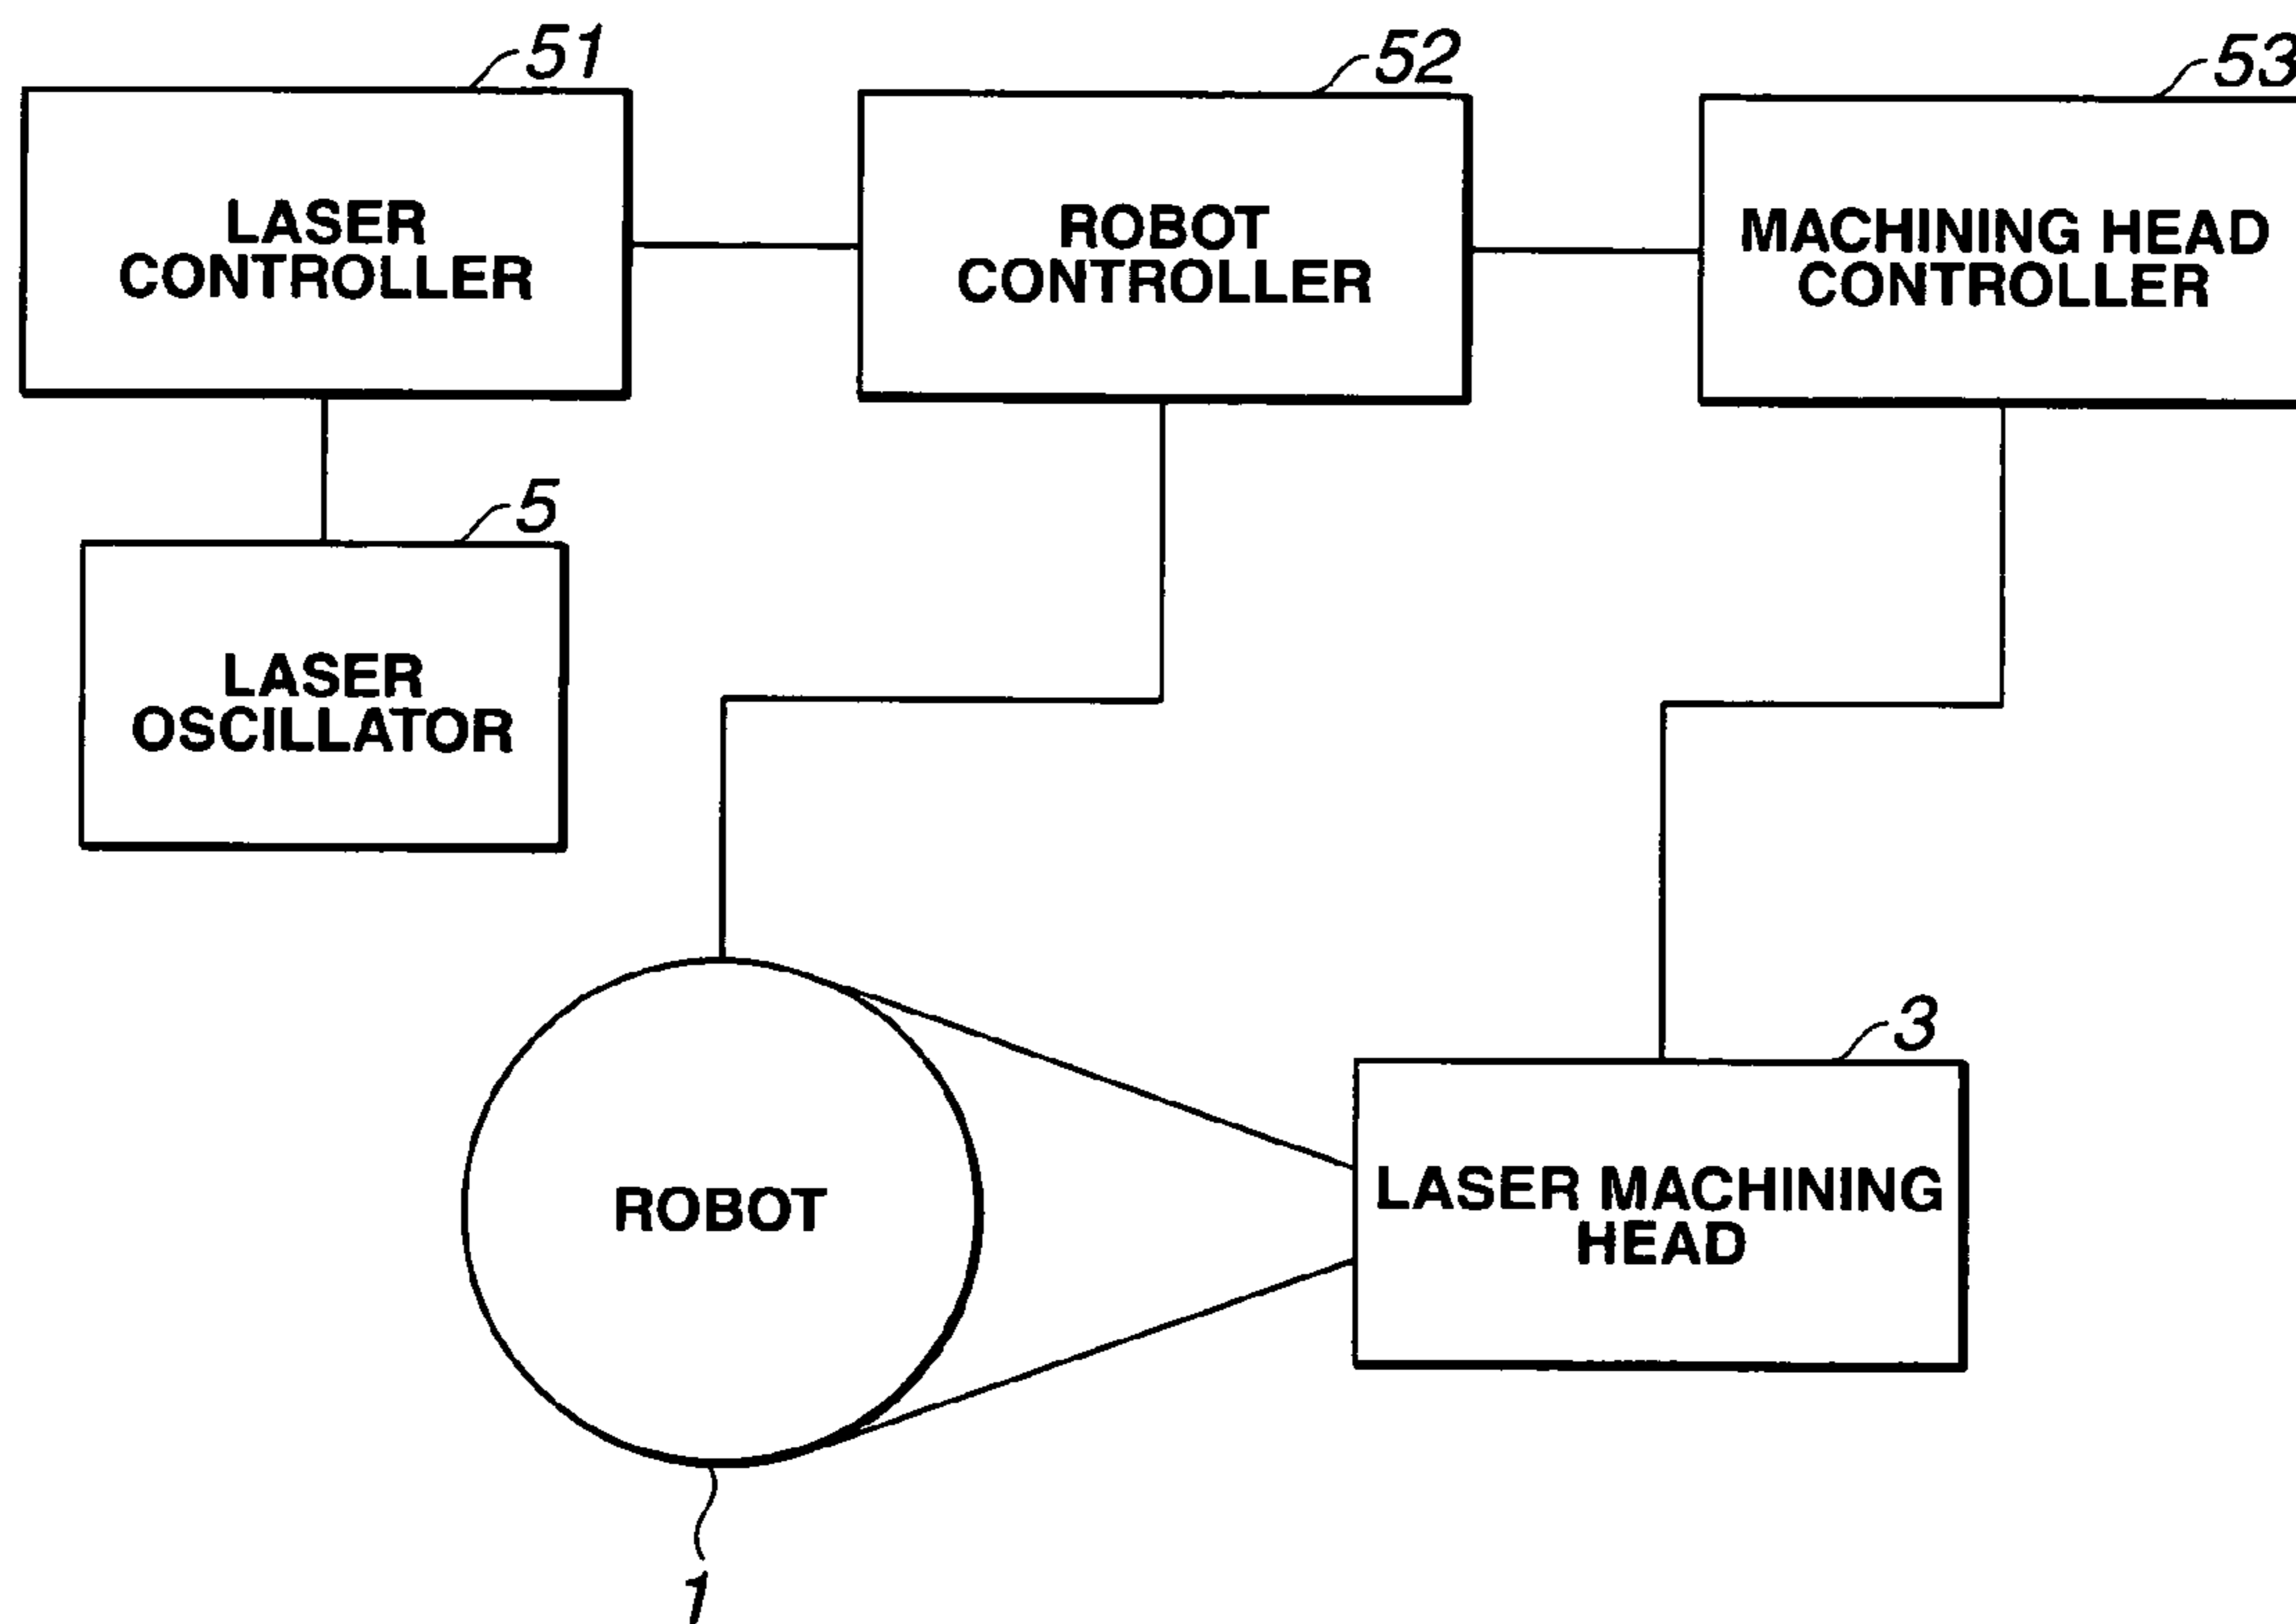 51
52
53
LASER
CONTROLLER
ROBOT
CONTROLLER
MACHINING HEAD
CONTROLLER
5
LASER
OSCILLATOR
3
ROBOT
LASER MACHINING
HEAD
1